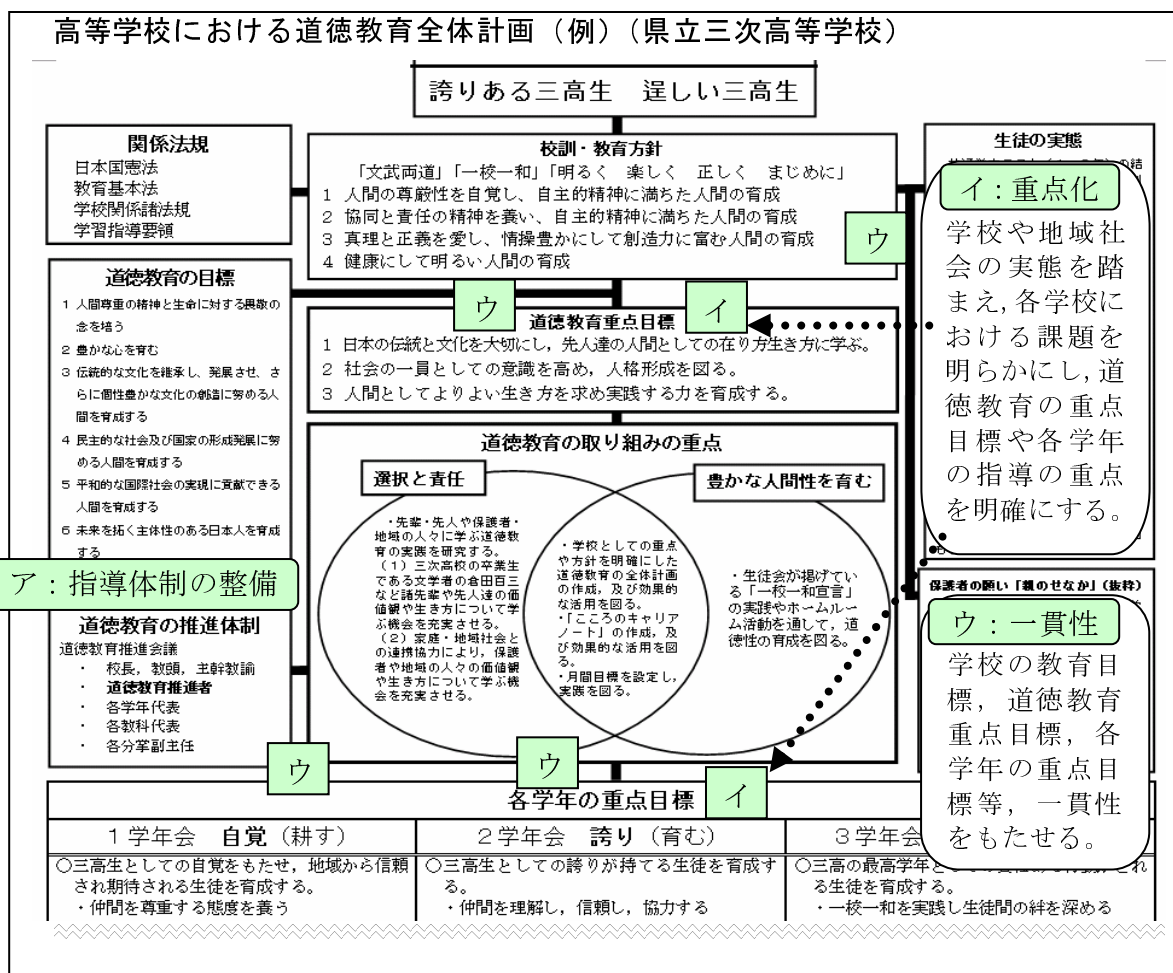 高等学校における道徳教育全体計画（例）（県立三次高等学校）
誇りある三高生　逞しい三高生
関係法規
日本国憲法
教育基本法
学校関係諸法規
学習指導要領
校訓・教育方針
「文武両道」「一校一和」「明るく　楽しく　正しく　まじめに」
1 人間の尊厳性を自覚し、自主的精神に満ちた人間の育成
2 協同と責任の精神を養い、自主的精神に満ちた人間の育成
3 真理と正義を愛し、情操豊かにして創造力に富む人間の育成
4 健康にして明るい人間の育成
ウ
生徒の実態
イ：重点化
学校や地域社
会の実態を踏
まえ,各学校に
おける課題を
明らかにし,道
徳教育の重点
目標や各学年
の指導の重点
を明確にする。
道徳教育の目標
1 人間尊重の精神と生命に対する畏敬の
念を培う
2 豊かな心を育む
3 伝統的な文化を継承し、発展させ、さ
らに個性豊かな文化の創造に努める人
間を育成する
4 民主的な社会及び国家の形成発展に努
める人間を育成する
5 平和的な国際社会の実現に貢献できる
人間を育成する
6 未来を拓く主体性のある日本人を育成
する
ウ
イ
道徳教育重点目標
1 日本の伝統と文化を大切にし，先人達の人間としての在り方生き方に学ぶ。
2 社会の一員としての意識を高め，人格形成を図る。
3 人間としてよりよい生き方を求め実践する力を育成する。
道徳教育の取り組みの重点
選択と責任
・先輩・先人や保護者・
地域の人々に学ぶ道徳教
育の実践を研究する。
（１）三次高校の卒業生
である文学者の倉田百三
など諸先輩や先人達の価
値観や生き方について学
ぶ機会を充実させる。
（２）家庭・地域社会と
の連携協力により，保護
者や地域の人々の価値観
や生き方について学ぶ機
会を充実させる。
・学校としての重点
や方針を明確にした
道徳教育の全体計画
の作成，及び効果的
な活用を図る。
・「こころのキャリア
ノート」の作成，及
び効果的な活用を図
る。
・月間目標を設定し，
実践を図る。
豊かな人間性を育む
・生徒会が掲げてい
る「一校一和宣言」
の実践やホームルー
ム活動を通して，道
徳性の育成を図る。
ア：指導体制の整備
道徳教育の推進体制
道徳教育推進会議
・ 校長，教頭，主幹教諭
・ 道徳教育推進者
・ 各学年代表
・ 各教科代表
・ 各分掌副主任
保護者の願い「親のせなか」（抜粋）
ウ：一貫性
学校の教育目
標，道徳教育
重点目標，各
学年の重点目
標等，一貫性
をもたせる。
ウ
ウ
イ
各学年の重点目標
１学年会　自覚（耕す）
○三高生としての自覚をもたせ，地域から信頼
され期待される生徒を育成する。
・仲間を尊重する態度を養う
２学年会　誇り（育む）
○三高生としての誇りが持てる生徒を育成す
る。
・仲間を理解し，信頼し，協力する
３学年会
○三高の最高学年と
る生徒を育成する。
・一校一和を実践し生徒間の絆を深める